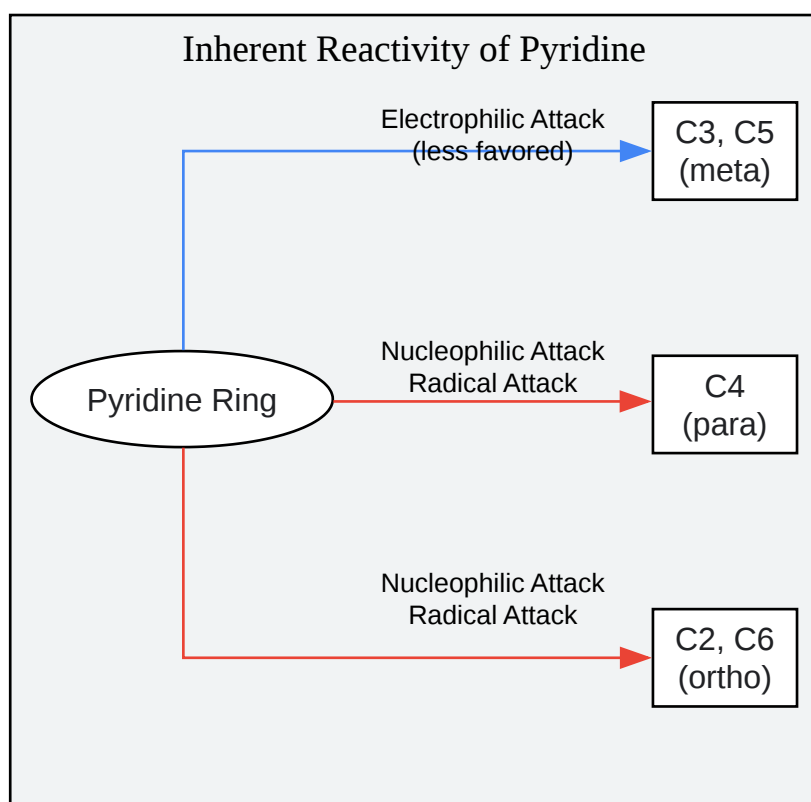 Inherent Reactivity of Pyridine
Electrophilic Attack
(less favored)
C3, C5
(meta)
Pyridine Ring
Nucleophilic Attack
Radical Attack
C4
(para)
Nucleophilic Attack
Radical Attack
C2, C6
(ortho)